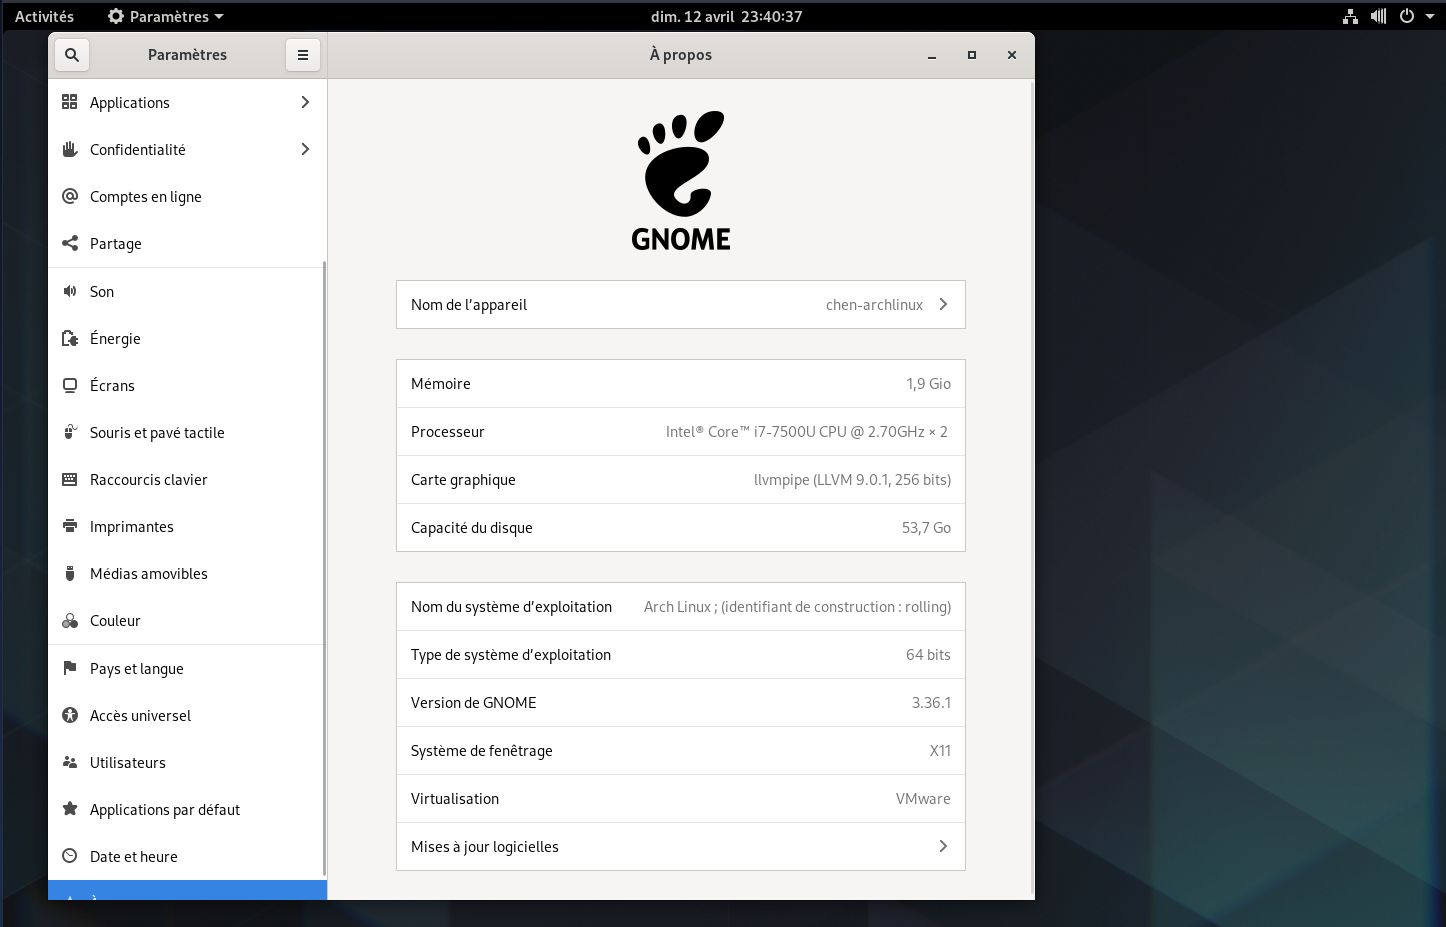 Activités
Paramètres
dim. 12 avril 23:40:37
Paramètres
À propos
Applications
Confidentialité
Comptes en ligne
Partage
Son
Énergie
Écrans
Souris et pavé tactile
Raccourcis clavier
Imprimantes
Médias amovibles
Couleur
Pays et langue
Accès universel
Utilisateurs
Applications par défaut
Date et heure
GNOME
Nom de l’appareil chen-archlinux
Mémoire 1,9 Gio
Processeur Intel® Core™ i7-7500U CPU @ 2.70GHz × 2
Carte graphique llvmpipe (LLVM 9.0.1, 256 bits)
Capacité du disque 53,7 Go
Nom du système d’exploitation Arch Linux ; (identifiant de construction : rolling)
Type de système d’exploitation 64 bits
Version de GNOME 3.36.1
Système de fenêtrage X11
Virtualisation VMware
Mises à jour logicielles